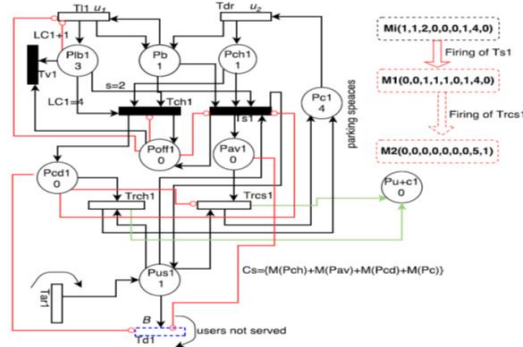 Tl1 u1
Tdr u2
Mi(1,1,2,0,0,0,1,4,0)
LC1+1
Plb1
3
Pb
1
Pch1
1
Firing of Ts1
Tv1
M1(0,0,1,1,1,0,1,4,0)
s=2
LC1=4
Tch1
Ts1
Pc1
4
parking speaces
Firing of Trcs1
Poff1
0
Pav1
0
M2(0,0,0,0,0,0,0,5,1)
Pcd1
0
Trch1
Trcs1
Pu+c1
0
Pus1
1
Cs={M(Pch)+M(Pav)+M(Pcd)+M(Pc)}
Tar1
B
Td1
users not served